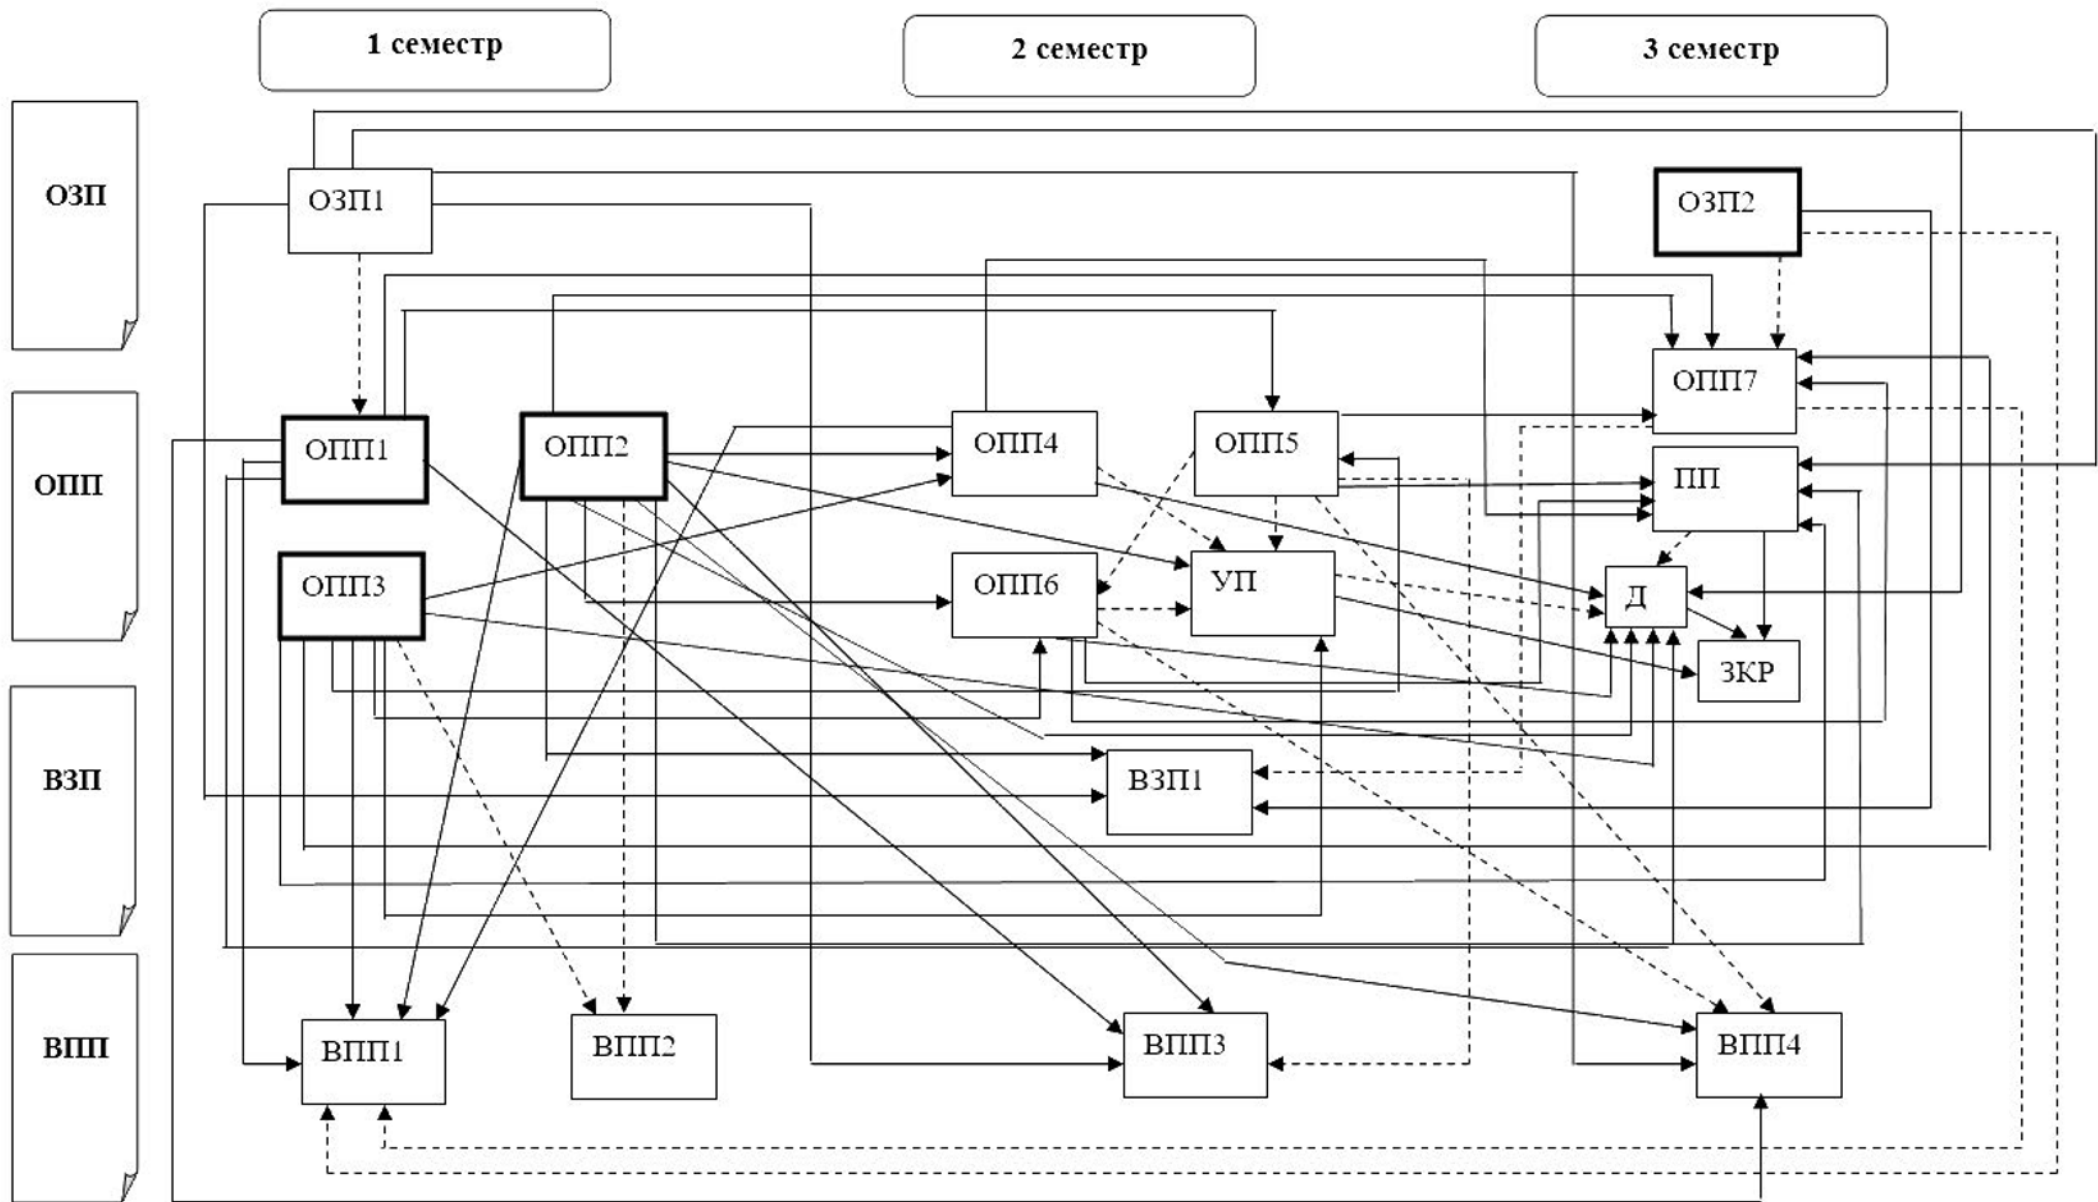 1 семестр
2 семестр
3 семестр
ОЗП
ОЗП1
ОЗП2
ОПП
ОПП1
ОПП2
ОПП3
ОПП4
ОПП5
ОПП6
УП
ОПП7
ПП
Д
ЗКР
ВЗП
ВЗП1
ВПП
ВПП1
ВПП2
ВПП3
ВПП4